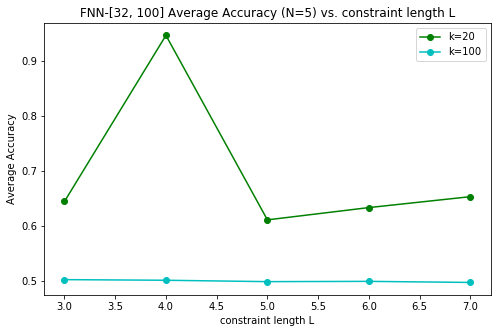 FNN-[32, 100] Average Accuracy (N=5) vs. constraint length L
k=20
k=100
Average Accuracy
0.9
0.8
0.7
0.6
0.5
3.0 3.5 4.0 4.5 5.0 5.5 6.0 6.5 7.0
constraint length L